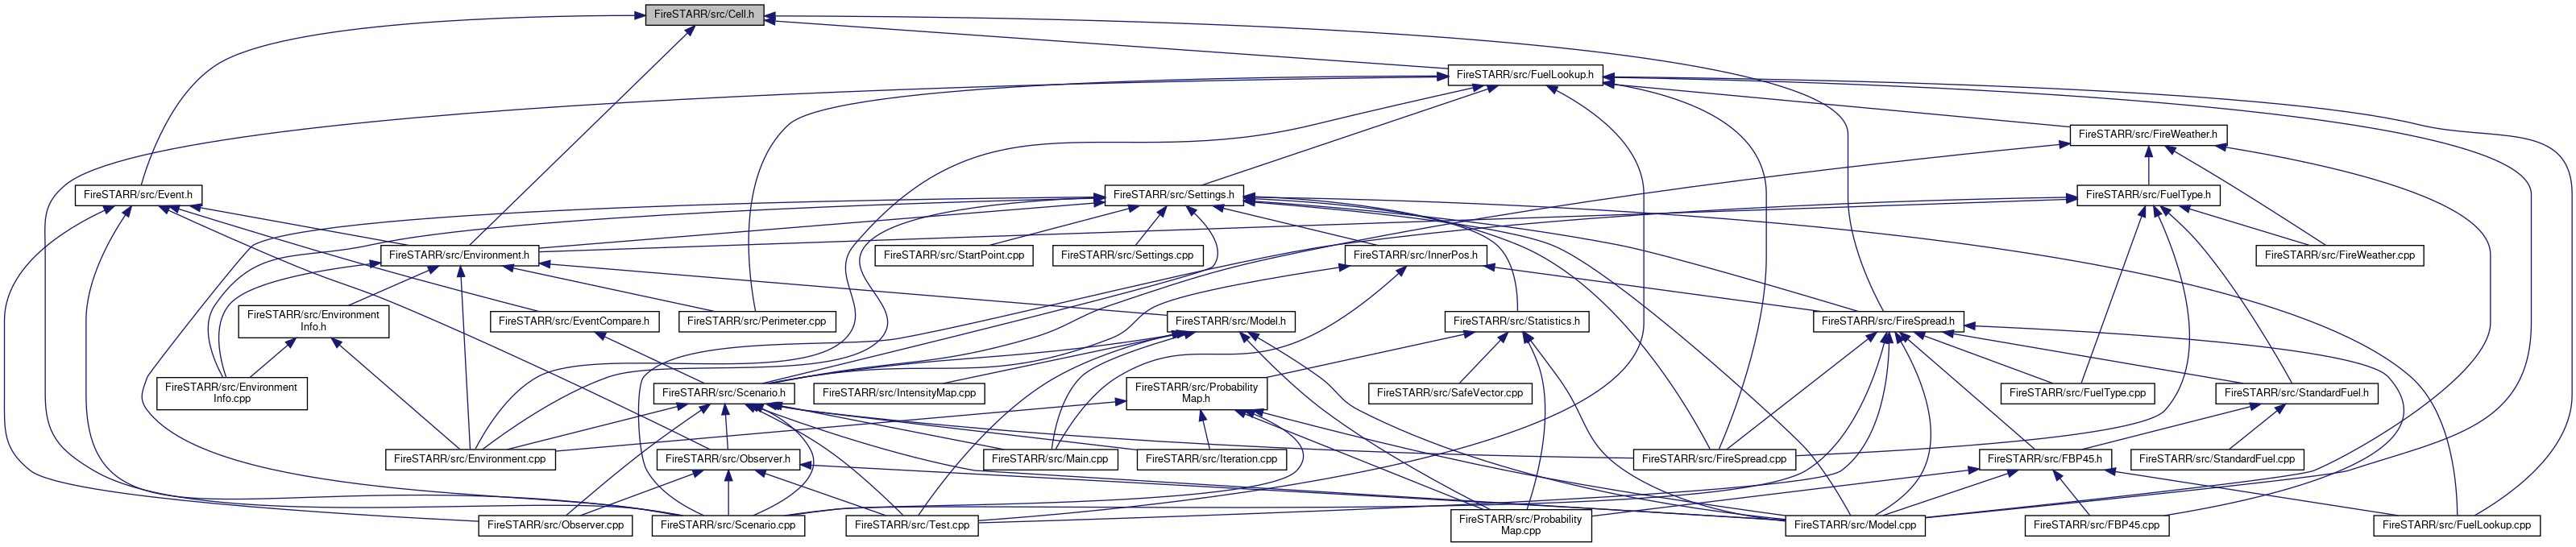 FireSTARR/src/Cell.h
FireSTARR/src/FuelLookup.h
FireSTARR/src/FireWeather.h
FireSTARR/src/Event.h
FireSTARR/src/Settings.h
FireSTARR/src/FuelType.h
FireSTARR/src/Environment.h
FireSTARR/src/StartPoint.cpp
FireSTARR/src/Settings.cpp
FireSTARR/src/InnerPos.h
FireSTARR/src/FireWeather.cpp
FireSTARR/src/Environment
Info.h
FireSTARR/src/EventCompare.h
FireSTARR/src/Perimeter.cpp
FireSTARR/src/Model.h
FireSTARR/src/Statistics.h
FireSTARR/src/FireSpread.h
FireSTARR/src/Environment
Info.cpp
FireSTARR/src/Scenario.h
FireSTARR/src/IntensityMap.cpp
FireSTARR/src/Probability
Map.h
FireSTARR/src/SafeVector.cpp
FireSTARR/src/FuelType.cpp
FireSTARR/src/StandardFuel.h
FireSTARR/src/Environment.cpp
FireSTARR/src/Observer.h
FireSTARR/src/Main.cpp
FireSTARR/src/Iteration.cpp
FireSTARR/src/FireSpread.cpp
FireSTARR/src/FBP45.h
FireSTARR/src/StandardFuel.cpp
FireSTARR/src/Observer.cpp
FireSTARR/src/Scenario.cpp
FireSTARR/src/Test.cpp
FireSTARR/src/Probability
Map.cpp
FireSTARR/src/Model.cpp
FireSTARR/src/FBP45.cpp
FireSTARR/src/FuelLookup.cpp